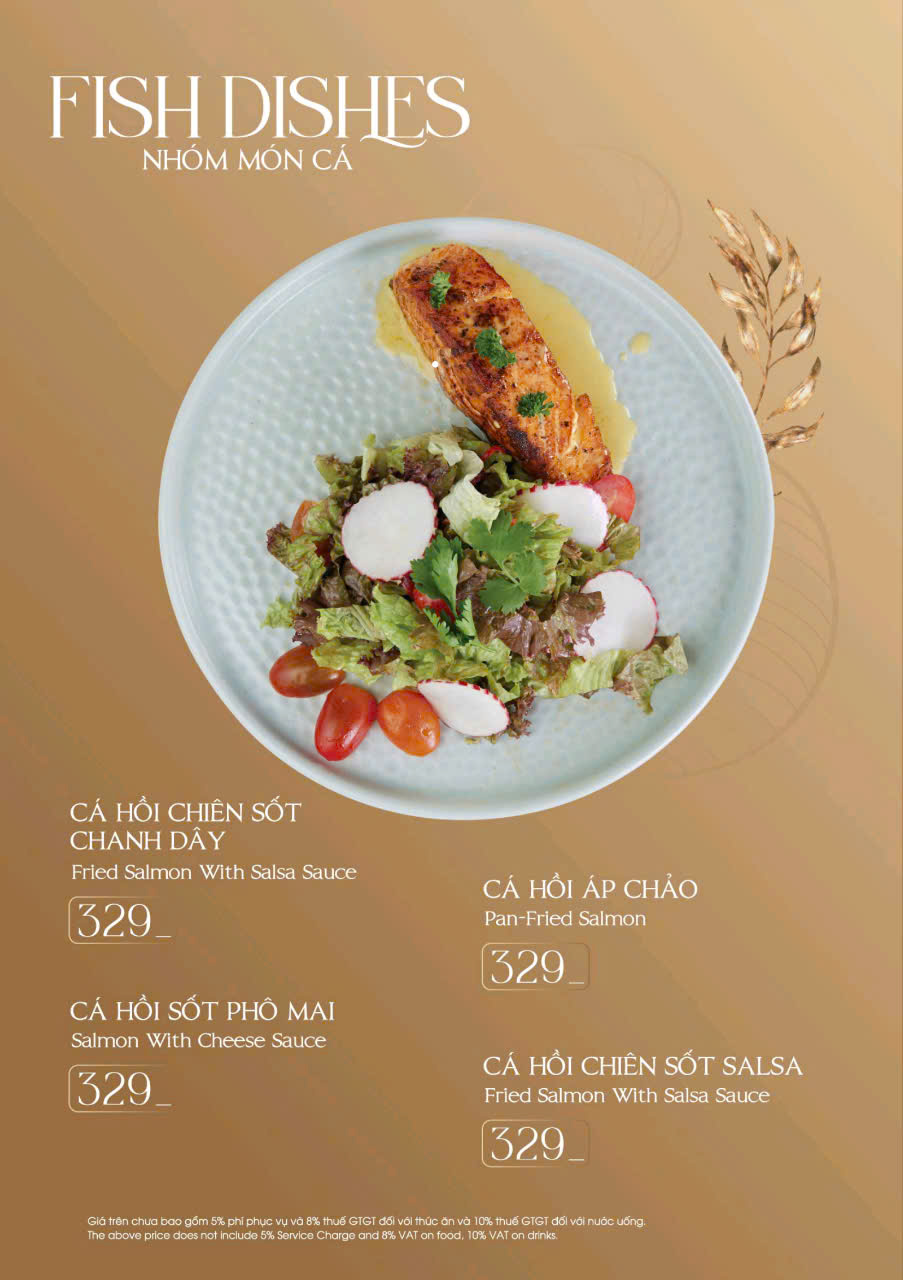 FISH DISHES
NHÓM MÓN CÁ
CÁ HỒI CHIÊN SỐT
CHANH DÂY
Fried Salmon With Salsa Sauce
329_
CÁ HỒI SỐT PHÔ MAI
Salmon With Cheese Sauce
329_
CÁ HỒI ÁP CHẢO
Pan-Fried Salmon
329_
CÁ HỒI CHIÊN SỐT SALSA
Fried Salmon With Salsa Sauce
329_
Giá trên chưa bao gồm 5% phí phục vụ và 8% thuế GTGT đối với thức ăn và 10% thuế GTGT đối với nước uống.
The above price does not include 5% Service Charge and 8% VAT on food, 10% VAT on drinks.